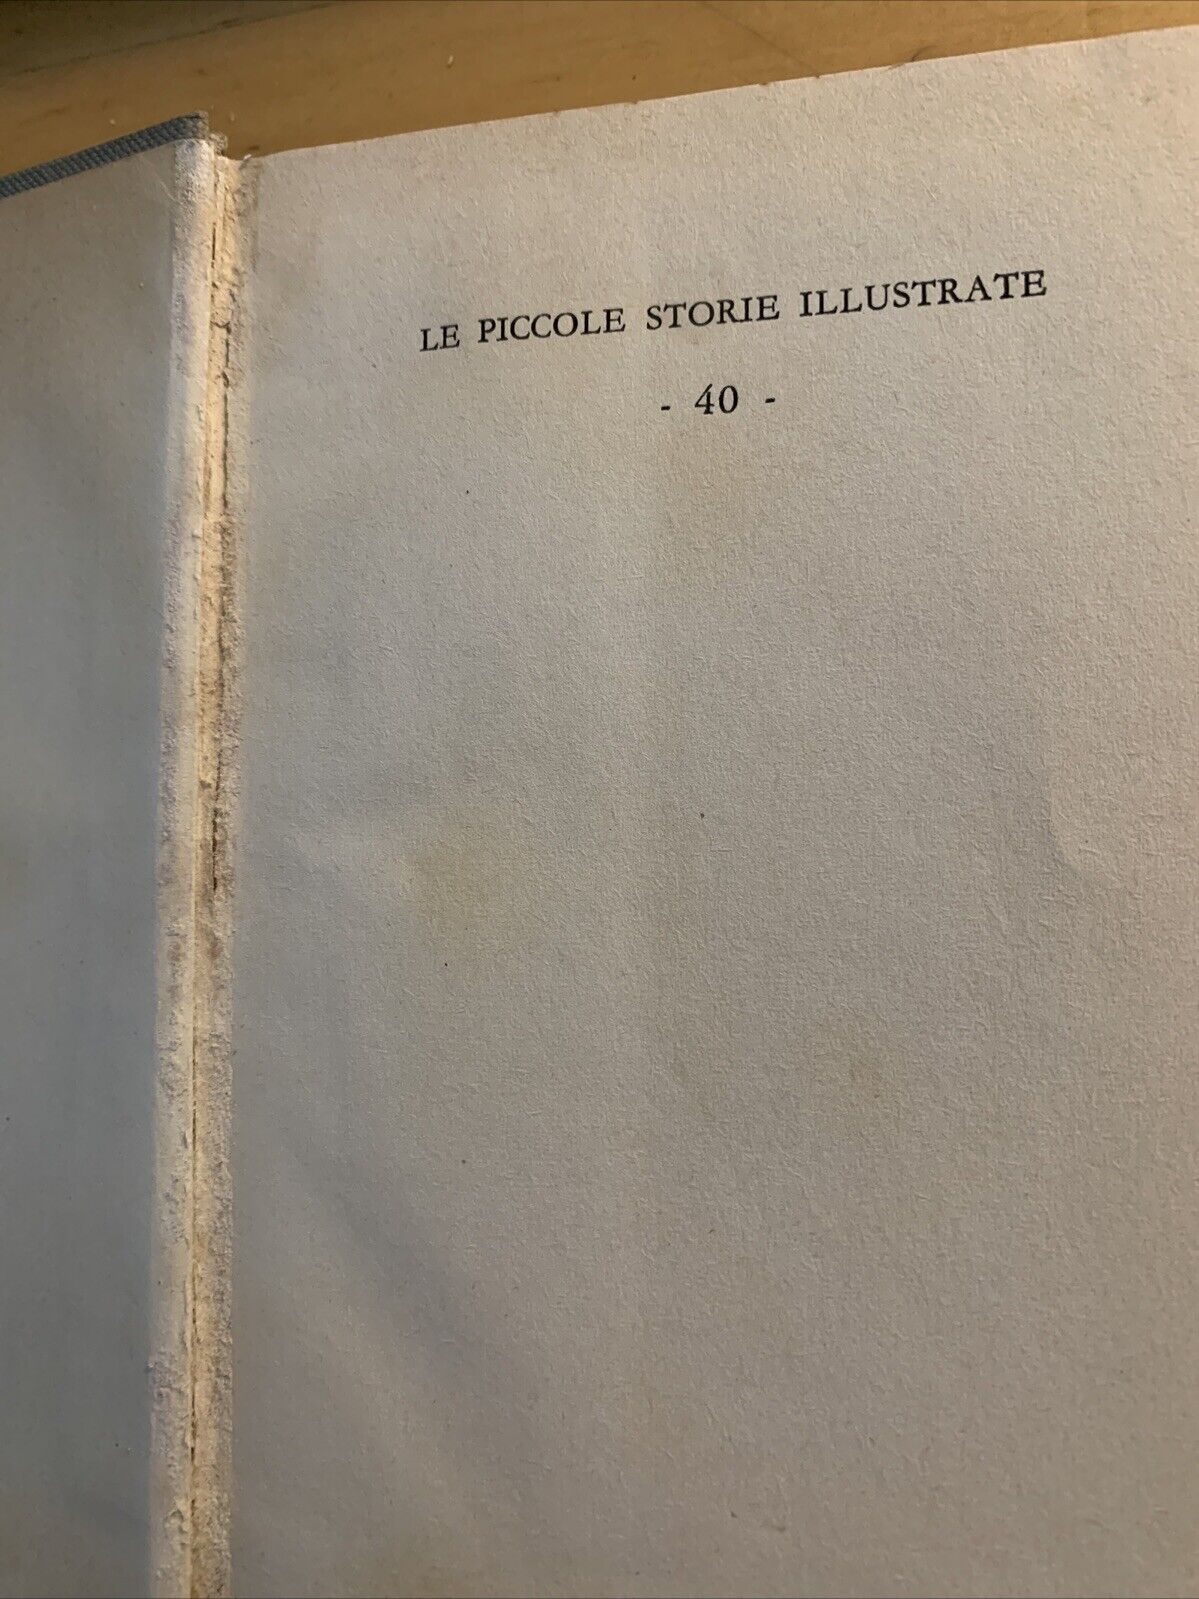 LE PICCOLE STORIE ILLUSTRATE
- 40 -